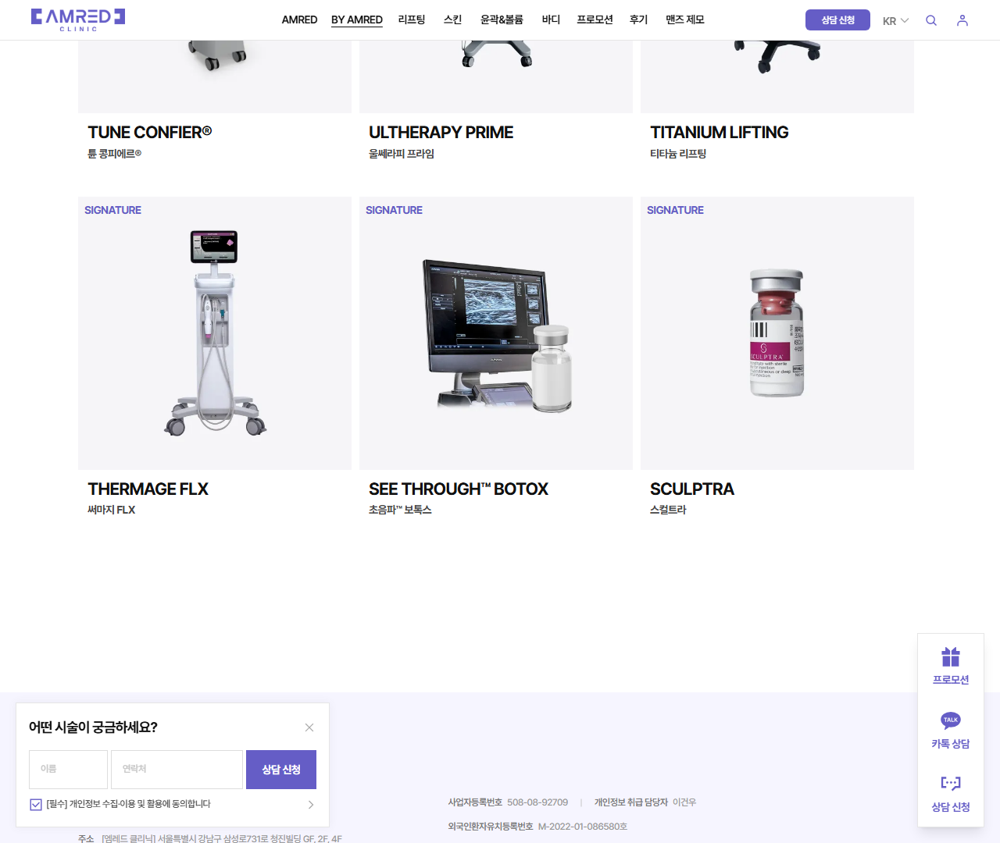 AMRED
CLINIC
AMRED BY AMRED 리프팅 스킨 윤곽&볼륨 바디 프로모션 후기 맨즈 제모
상담 신청 KR
TUNE CONFIER®
튠 콩피에르®
ULTHERAPY PRIME
울쎄라피 프라임
TITANIUM LIFTING
티타늄 리프팅
SIGNATURE
SIGNATURE
SIGNATURE
SCULPTRA
THERMAGE FLX
써마지 FLX
SEE THROUGH™ BOTOX
초음파™ 보톡스
SCULPTRA
스컬트라
프로모션
TALK
카톡 상담
상담 신청
어떤 시술이 궁금하세요?
이름 연락처 상담 신청
[필수] 개인정보 수집·이용 및 활용에 동의합니다
사업자등록번호 508-08-92709 | 개인정보 취급 담당자 이건우
외국인환자유치등록번호 M-2022-01-086580호
주소 [엠레드 클리닉] 서울특별시 강남구 삼성로731로 청진빌딩 GF, 2F, 4F